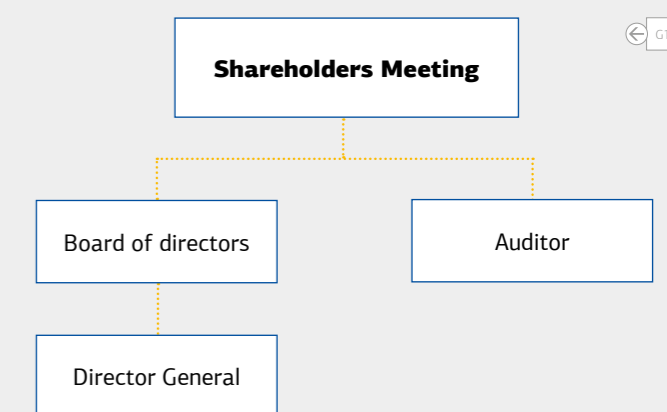 Shareholders Meeting
Board of directors
Auditor
Director General